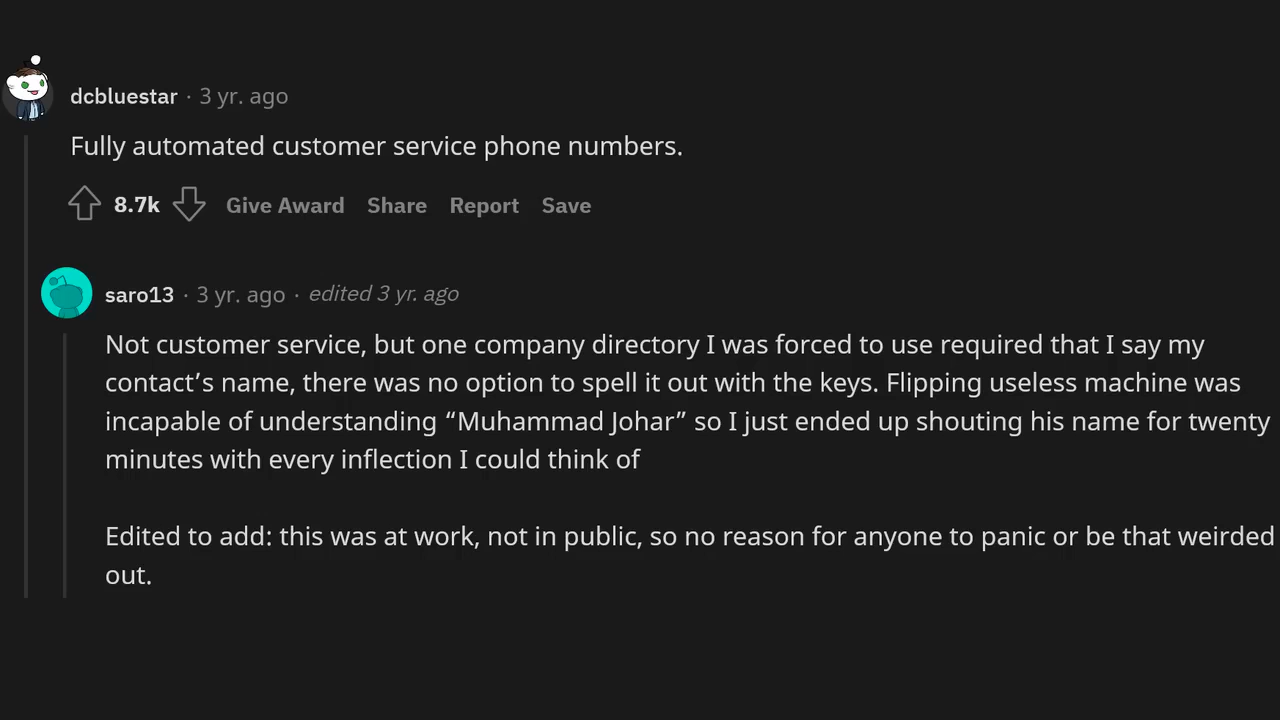 dcbluestar · 3 yr. ago
Fully automated customer service phone numbers.
8.7k Give Award Share Report Save
saro13 · 3 yr. ago · edited 3 yr. ago
Not customer service, but one company directory I was forced to use required that I say my
contact’s name, there was no option to spell it out with the keys. Flipping useless machine was
incapable of understanding “Muhammad Johar” so I just ended up shouting his name for twenty
minutes with every inflection I could think of
Edited to add: this was at work, not in public, so no reason for anyone to panic or be that weirded
out.